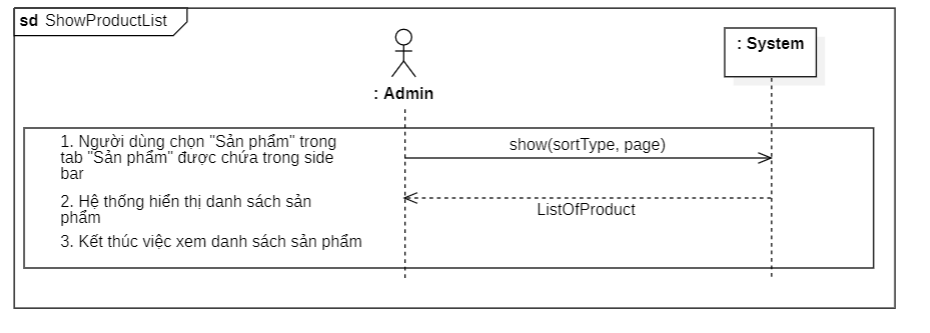 sd ShowProductList
: System
: Admin
1. Người dùng chọn "Sản phẩm" trong
tab "Sản phẩm" được chứa trong side
bar
show(sortType, page)
2. Hệ thống hiển thị danh sách sản
phẩm
ListOfProduct
3. Kết thúc việc xem danh sách sản phẩm